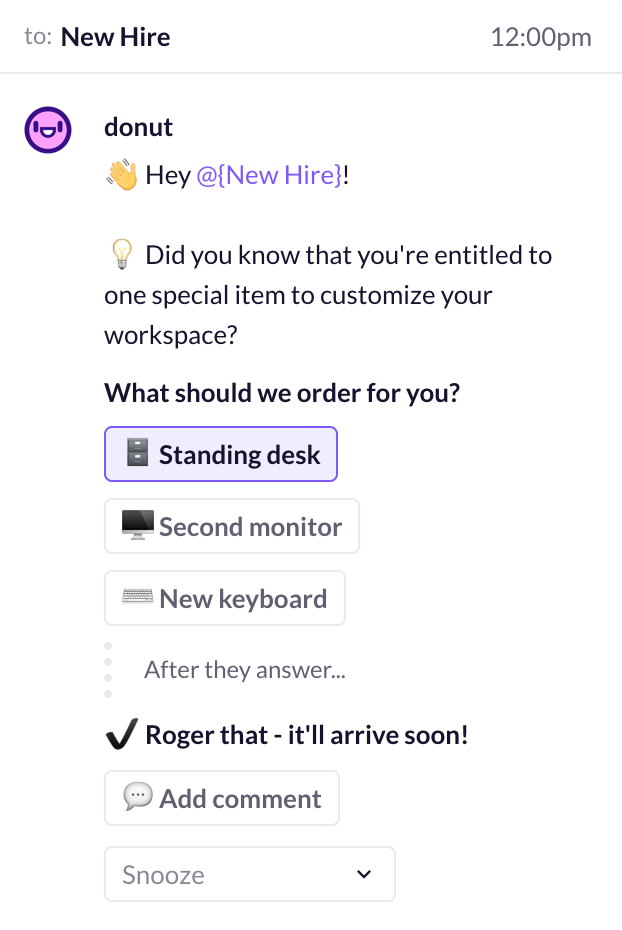 to: New Hire
12:00pm
donut
👋 Hey @{New Hire}!
💡 Did you know that you're entitled to
one special item to customize your
workspace?
What should we order for you?
🗄️ Standing desk
🖥️ Second monitor
⌨️ New keyboard
After they answer...
✔️ Roger that - it'll arrive soon!
💬 Add comment
Snooze